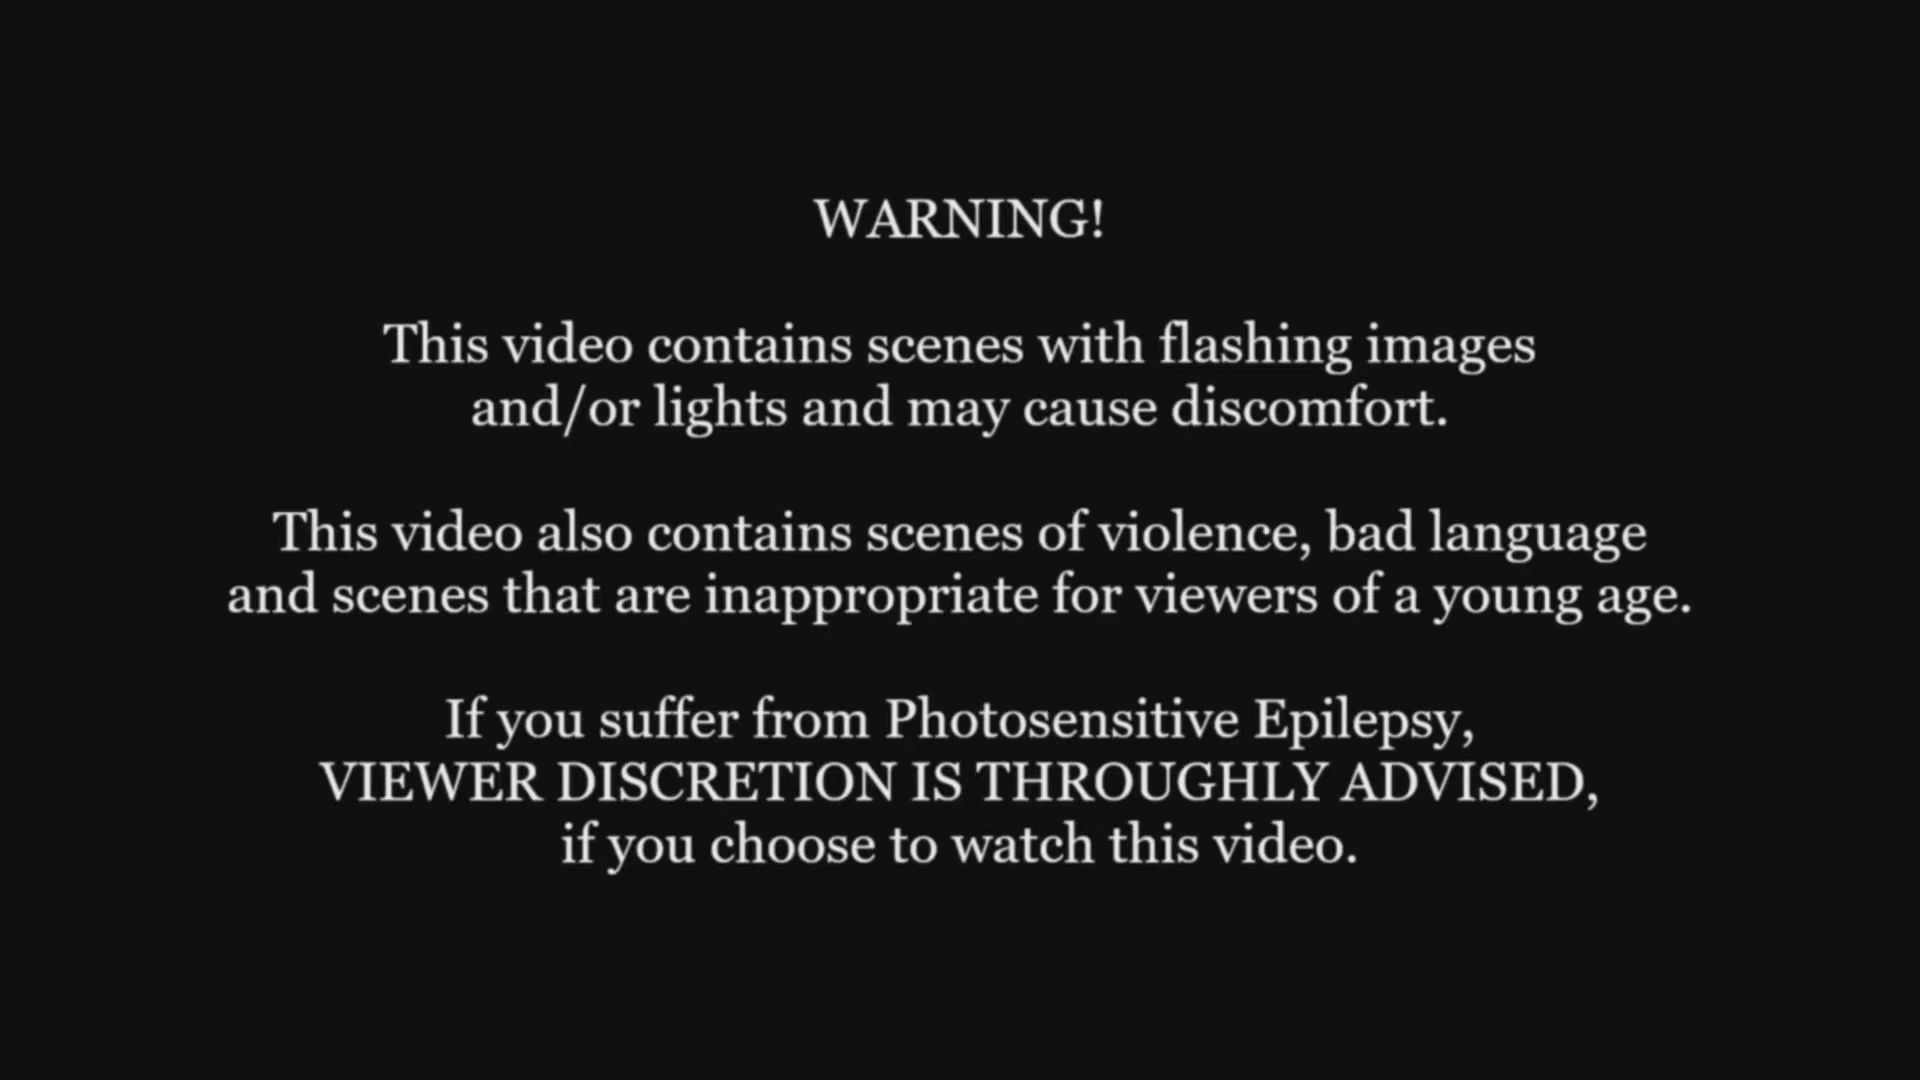 WARNING!
This video contains scenes with flashing images
and/or lights and may cause discomfort.
This video also contains scenes of violence, bad language
and scenes that are inappropriate for viewers of a young age.
If you suffer from Photosensitive Epilepsy,
VIEWER DISCRETION IS THROUGHLY ADVISED,
if you choose to watch this video.